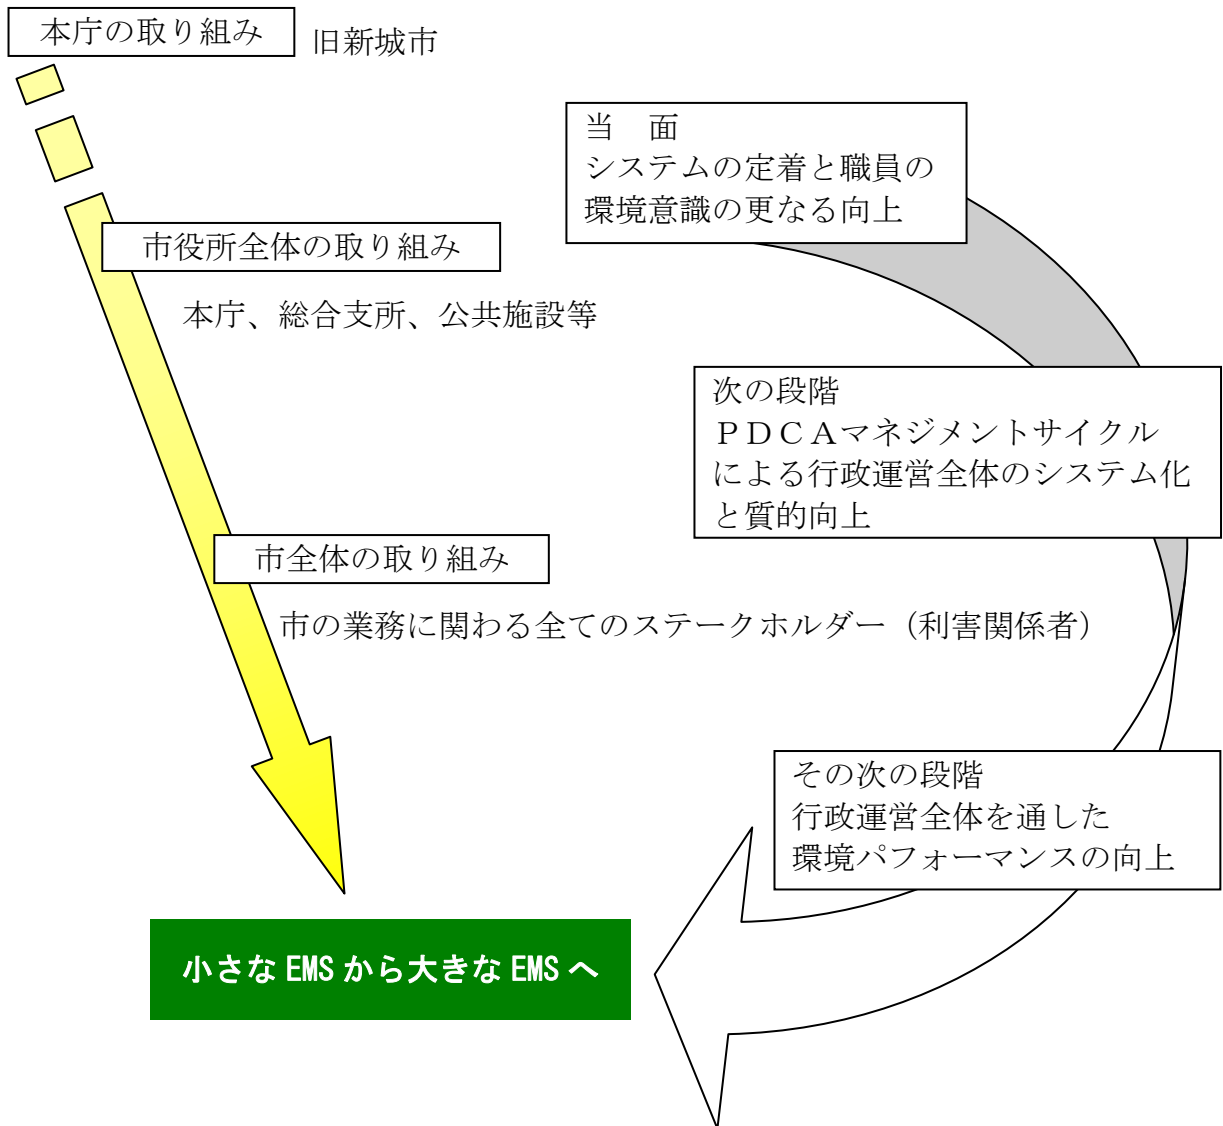 本庁の取り組み
旧新城市
当　面
システムの定着と職員の
環境意識の更なる向上
市役所全体の取り組み
本庁、総合支所、公共施設等
次の段階
ＰＤＣＡマネジメントサイクル
による行政運営全体のシステム化
と質的向上
市全体の取り組み
市の業務に関わる全てのステークホルダー（利害関係者）
その次の段階
行政運営全体を通した
環境パフォーマンスの向上
小さな EMS から大きな EMS へ